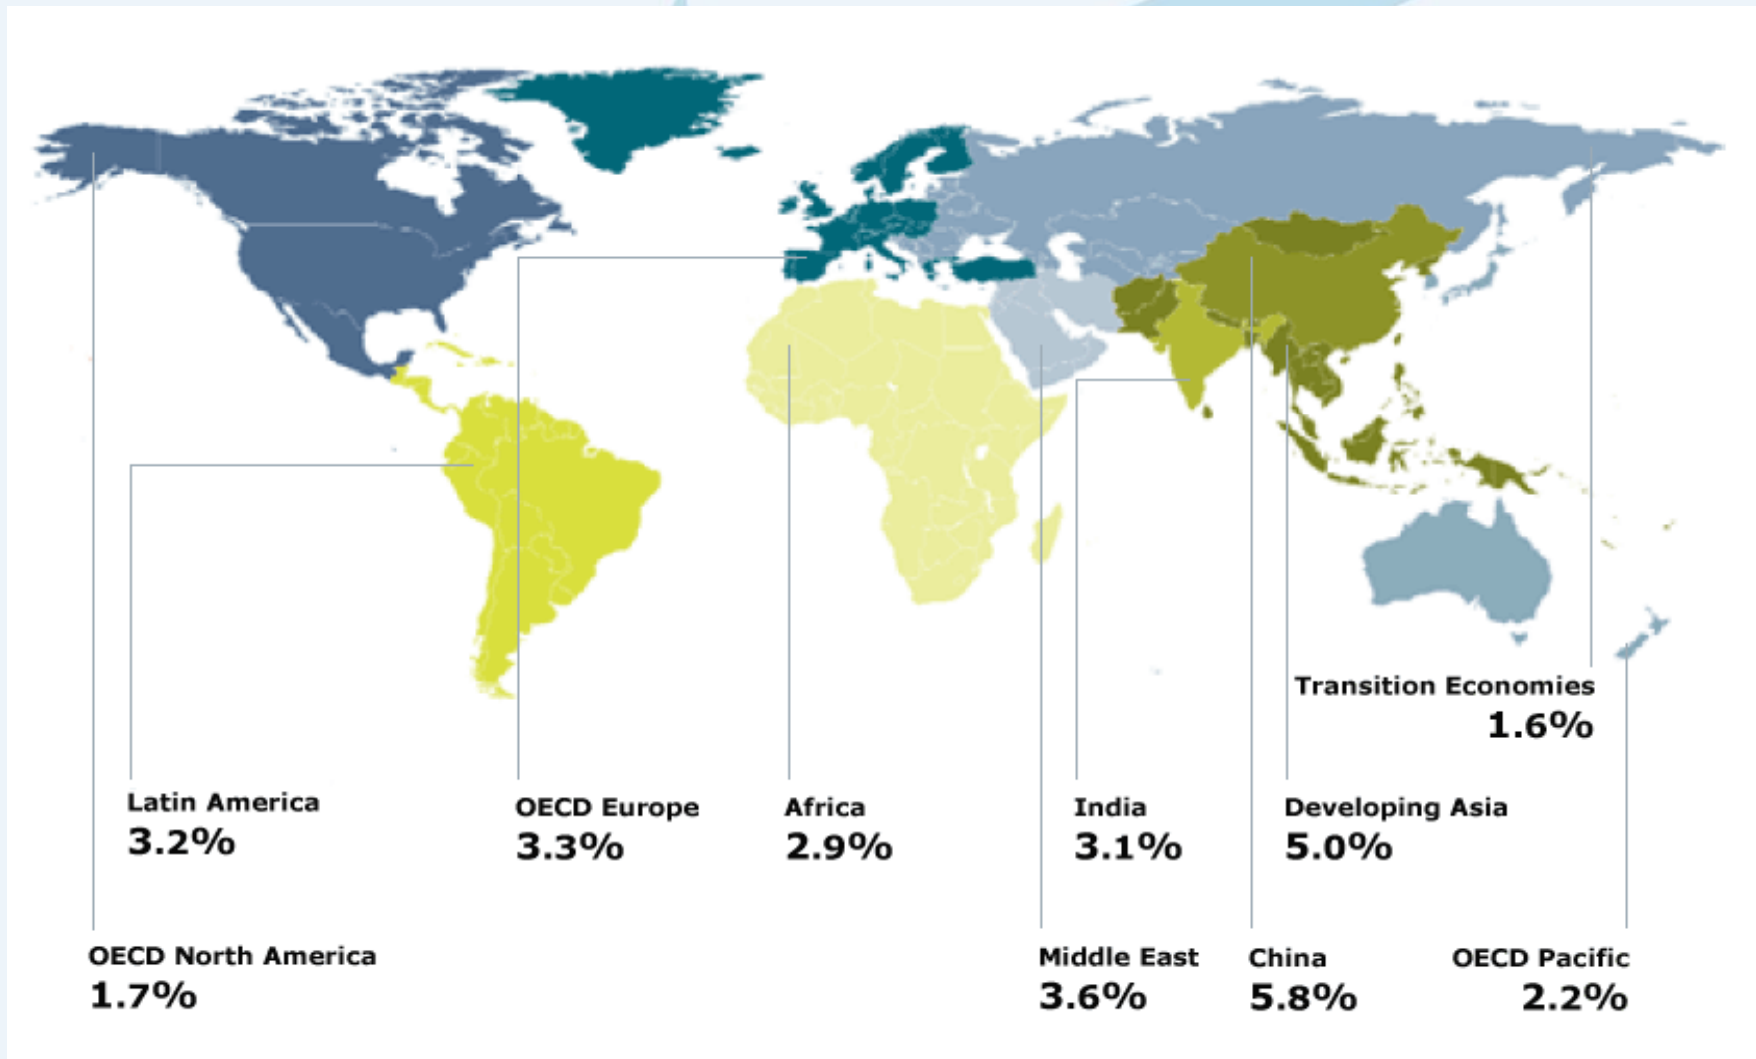 Transition Economies
1.6%
Latin America
3.2%
OECD Europe
3.3%
Africa
2.9%
India
3.1%
Developing Asia
5.0%
OECD North America
1.7%
Middle East
3.6%
China
5.8%
OECD Pacific
2.2%